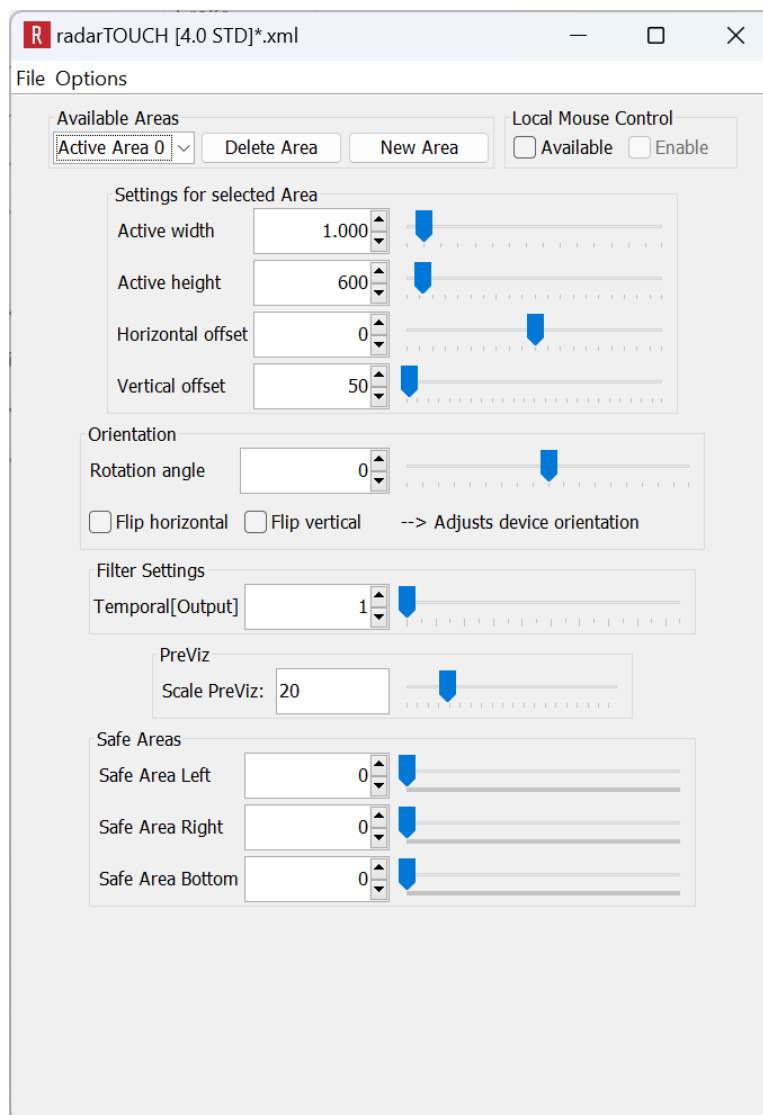 R radarTOUCH [4.0 STD]*.xml
File Options
Available Areas
Local Mouse Control
Active Area 0 Delete Area New Area
Available Enable
Settings for selected Area
Active width 1.000
Active height 600
Horizontal offset 0
Vertical offset 50
Orientation
Rotation angle 0
Flip horizontal Flip vertical --> Adjusts device orientation
Filter Settings
Temporal[Output] 1
PreViz
Scale PreViz: 20
Safe Areas
Safe Area Left 0
Safe Area Right 0
Safe Area Bottom 0